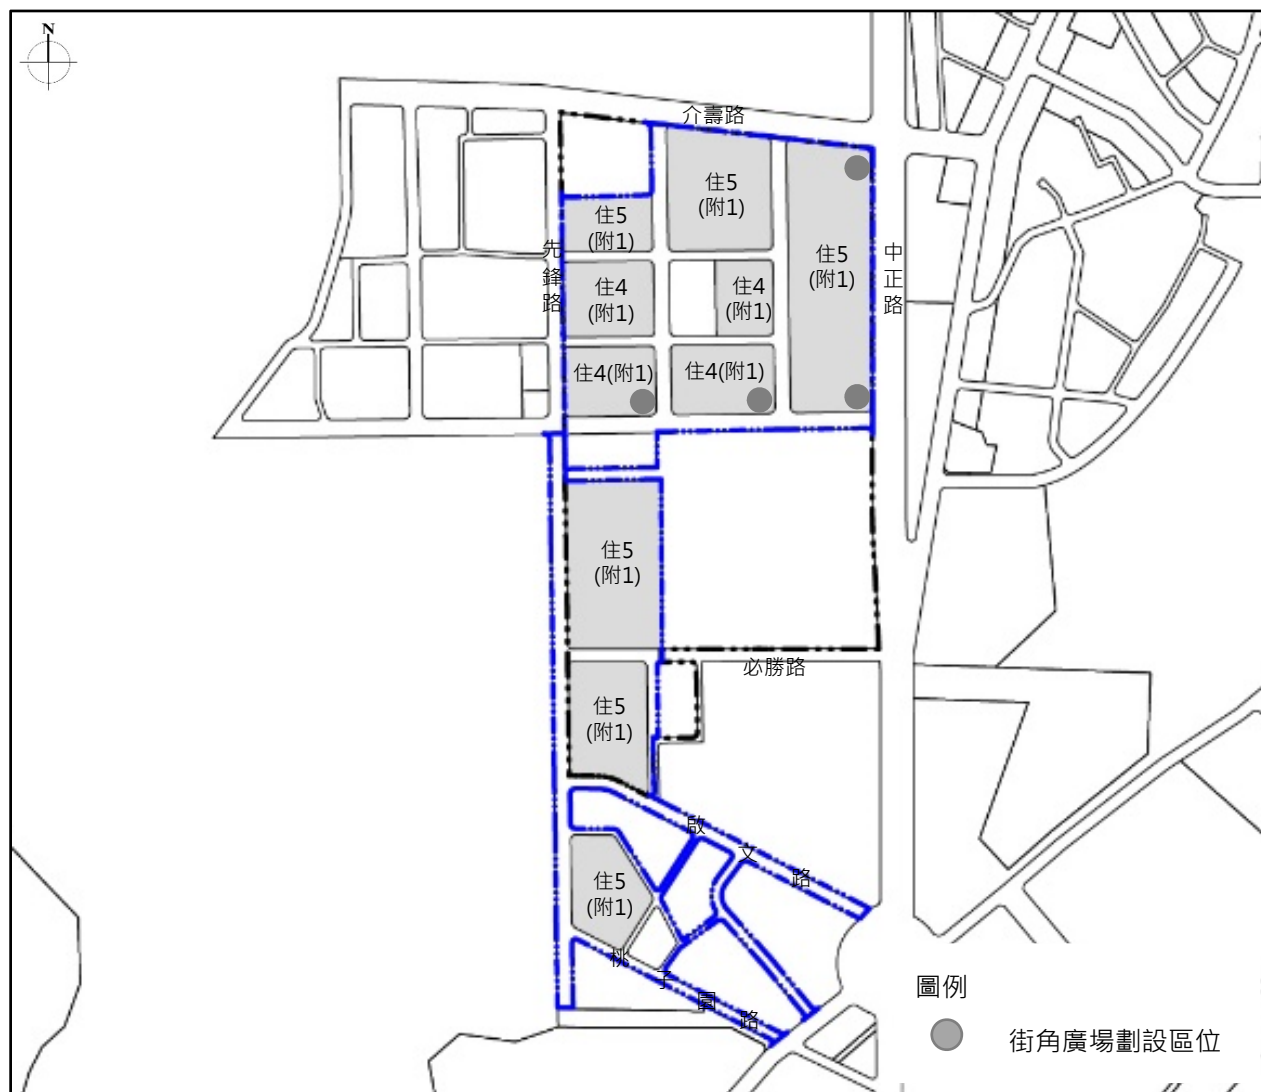 N
介壽路
住5
(附1)
住5
(附1)
住5
(附1)
先鋒路
中正路
住4
(附1)
住4
(附1)
住4(附1)
住4(附1)
住5
(附1)
必勝路
住5
(附1)
啟文路
住5
(附1)
桃子園路
圖例
街角廣場劃設區位